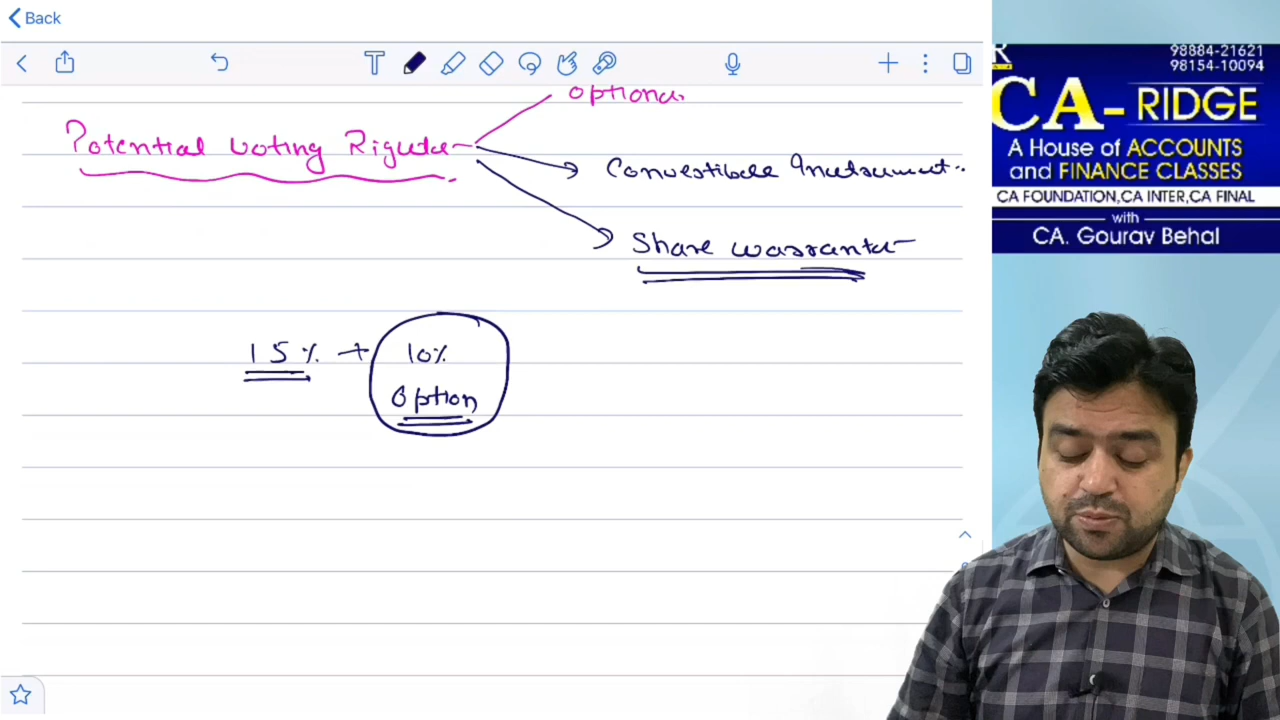 Back
options
Potential Voting Rights
Convertible Instrument..
Share warrants
15% + 10%
Option
R
98884-21621
98154-10094
CA- RIDGE
A House of ACCOUNTS
and FINANCE CLASSES
CA FOUNDATION,CA INTER,CA FINAL
with
CA. Gourav Behal